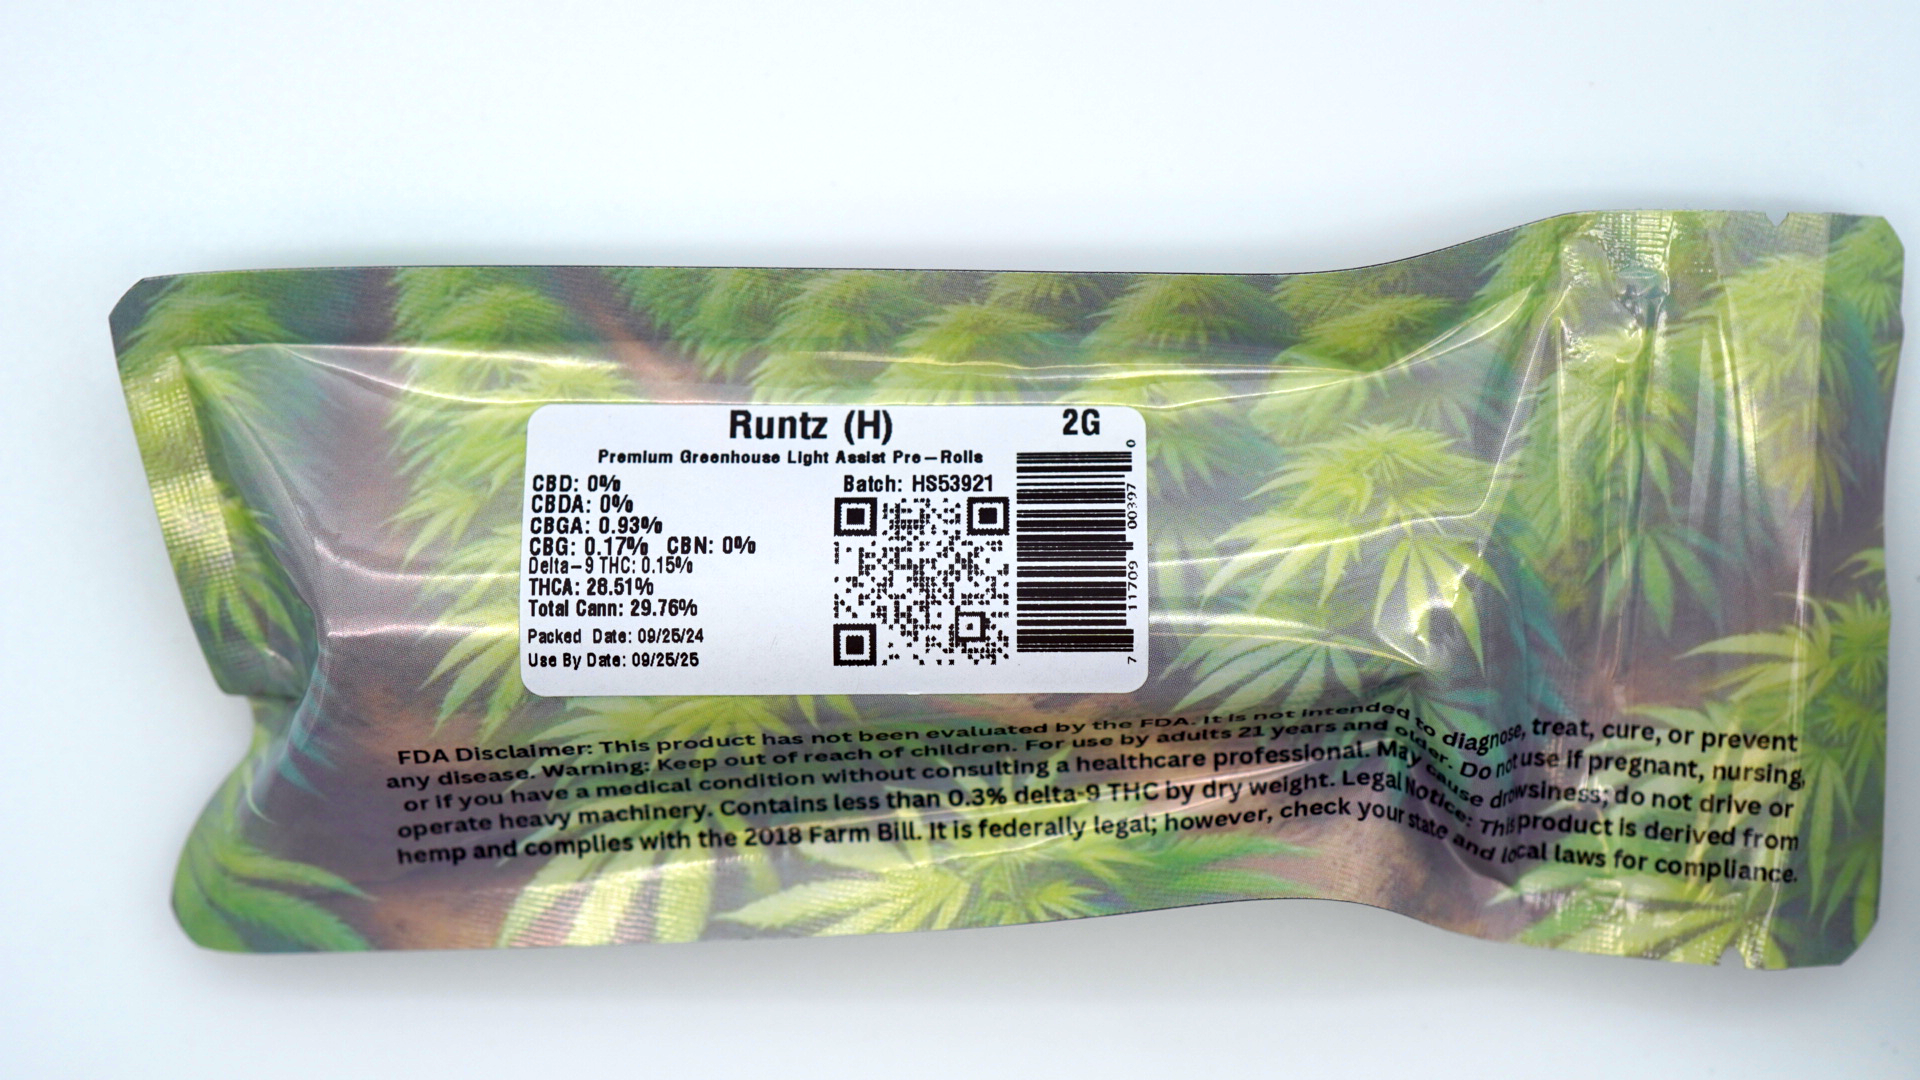 Runtz (H)
2G
Premium Greenhouse Light Assist Pre-Rolls
CBD: 0%
CBDA: 0%
CBGA: 0.93%
CBG: 0.17% CBN: 0%
Delta-9 THC: 0.15%
THCA: 28.51%
Total Cann: 29.76%
Packed Date: 09/25/24
Use By Date: 09/25/25
Batch: HS53921
7 11709 00397 0
FDA Disclaimer: This product has not been evaluated by the FDA. It is not intended to diagnose, treat, cure, or prevent
any disease. Warning: Keep out of reach of children. For use by adults 21 years and older. Do not use if pregnant, nursing,
or if you have a medical condition without consulting a healthcare professional. May cause drowsiness; do not drive or
operate heavy machinery. Contains less than 0.3% delta-9 THC by dry weight. Legal Notice: This product is derived from
hemp and complies with the 2018 Farm Bill. It is federally legal; however, check your state and local laws for compliance.